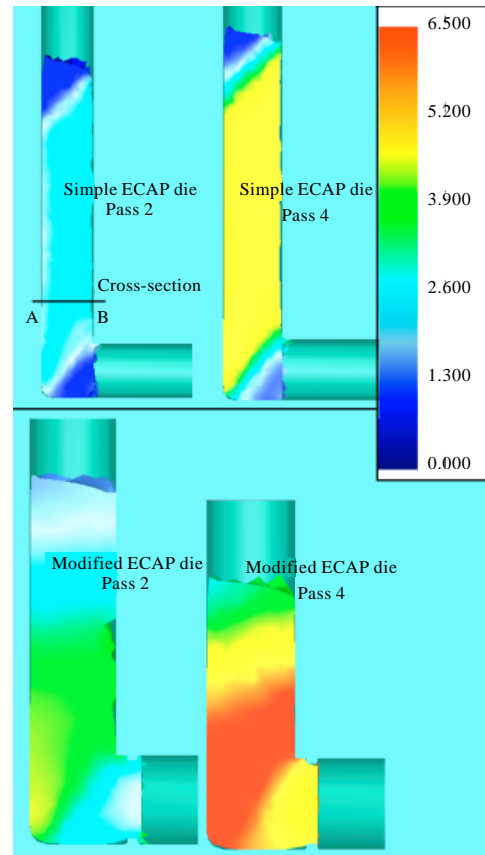 6.500
5.200
3.900
2.600
1.300
0.000
Simple ECAP die
Pass 2
Simple ECAP die
Pass 4
Cross-section
A
B
Modified ECAP die
Pass 2
Modified ECAP die
Pass 4